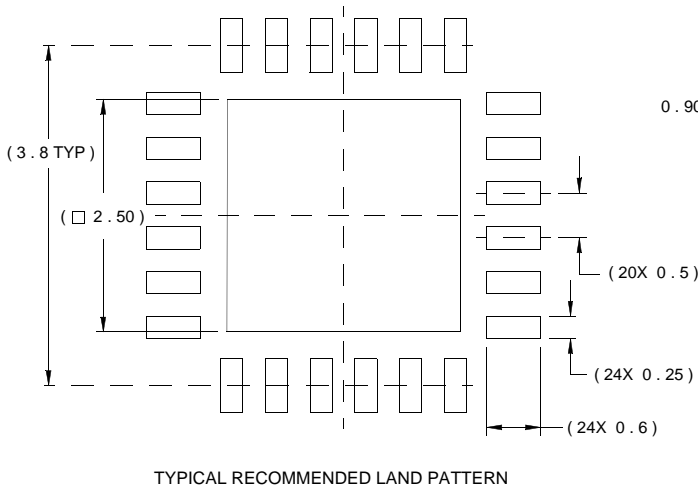 0.90
(3.8 TYP)
(□ 2.50)
(20X 0.5)
(24X 0.25)
(24X 0.6)
TYPICAL RECOMMENDED LAND PATTERN